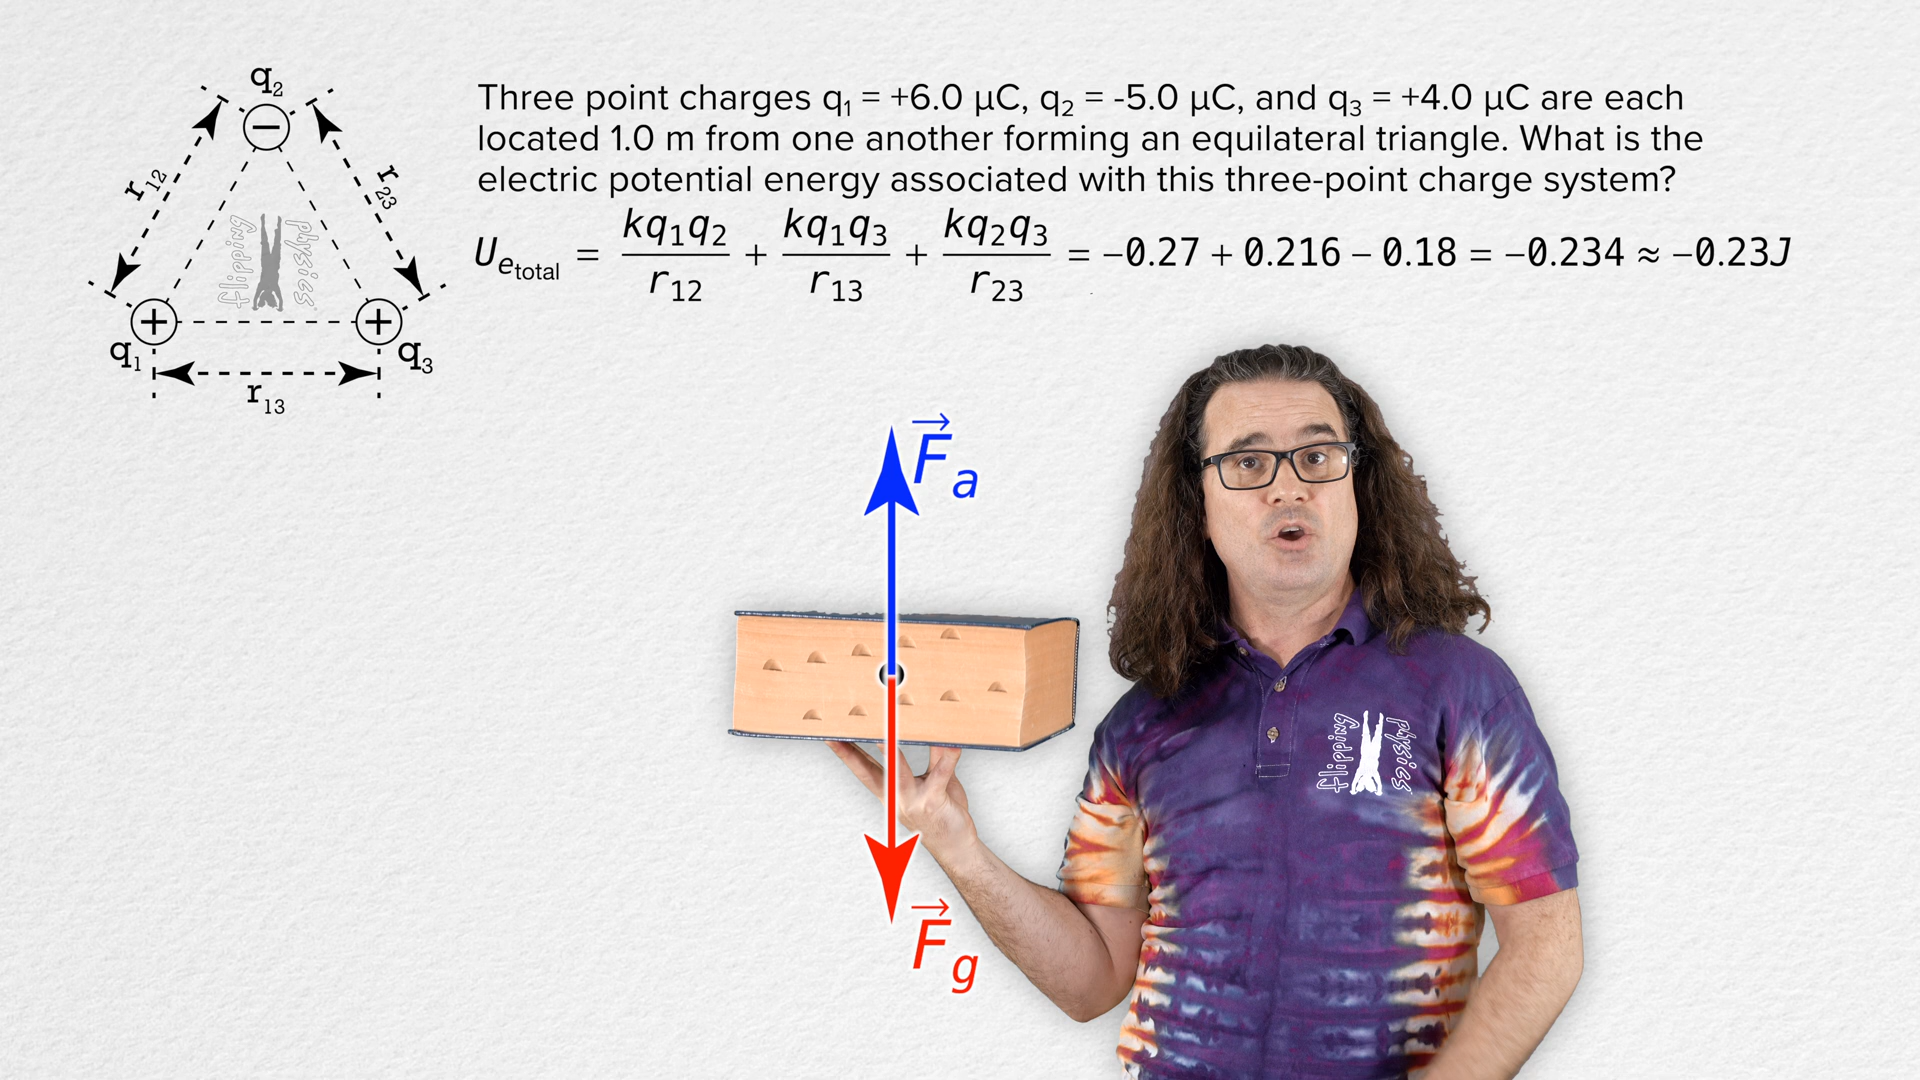 q₂
r₁₂
r₂₃
flipping physics
q₁
q₃
r₁₃
Three point charges q₁ = +6.0 µC, q₂ = -5.0 µC, and q₃ = +4.0 µC are each
located 1.0 m from one another forming an equilateral triangle. What is the
electric potential energy associated with this three-point charge system?
U_e_total = kq₁q₂/r₁₂ + kq₁q₃/r₁₃ + kq₂q₃/r₂₃ = −0.27 + 0.216 − 0.18 = −0.234 ≈ −0.23J
F⃗ₐ
F⃗_g
flipping physics